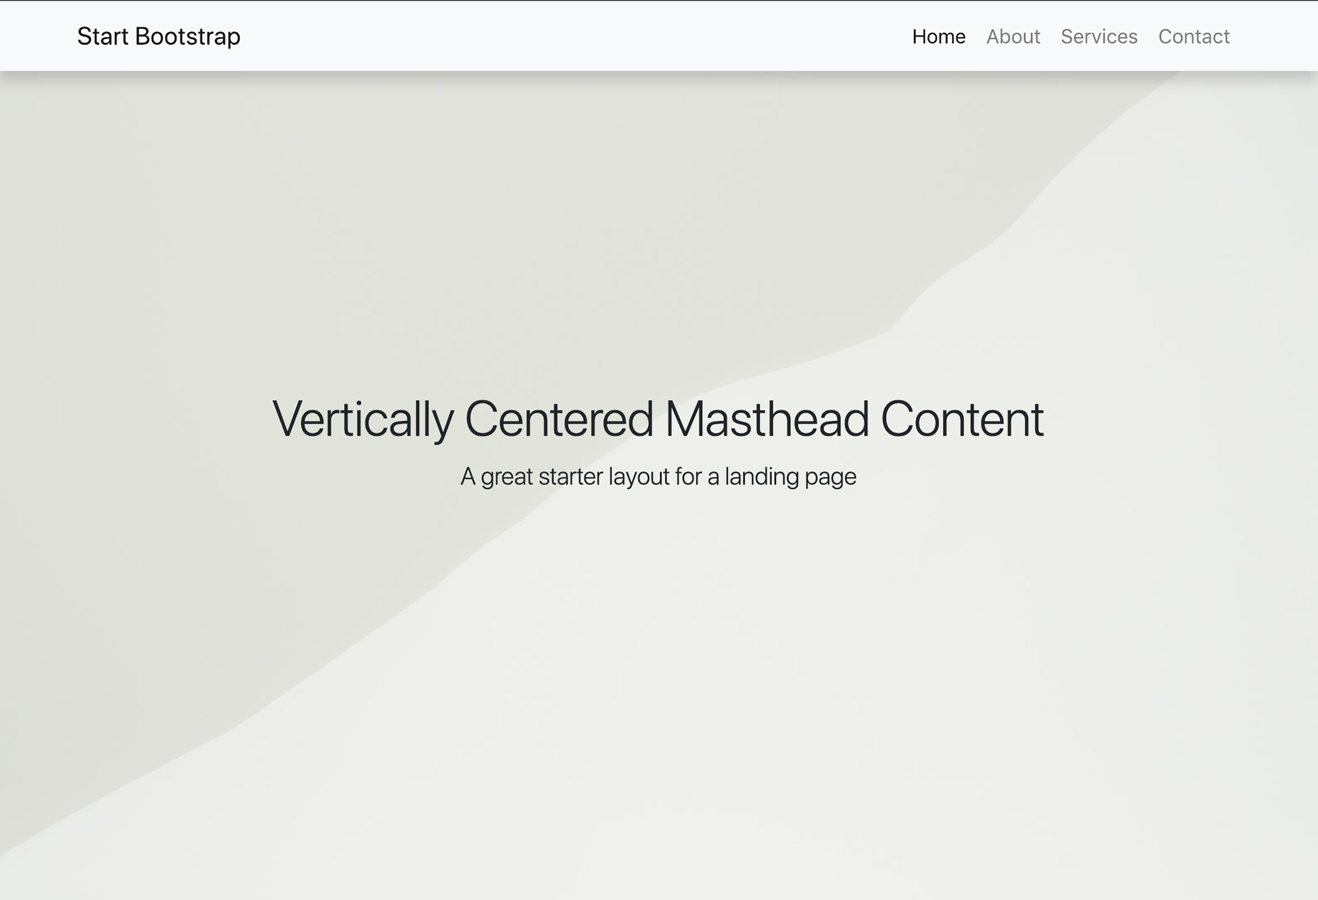 Start Bootstrap Home About Services Contact
Vertically Centered Masthead Content
A great starter layout for a landing page